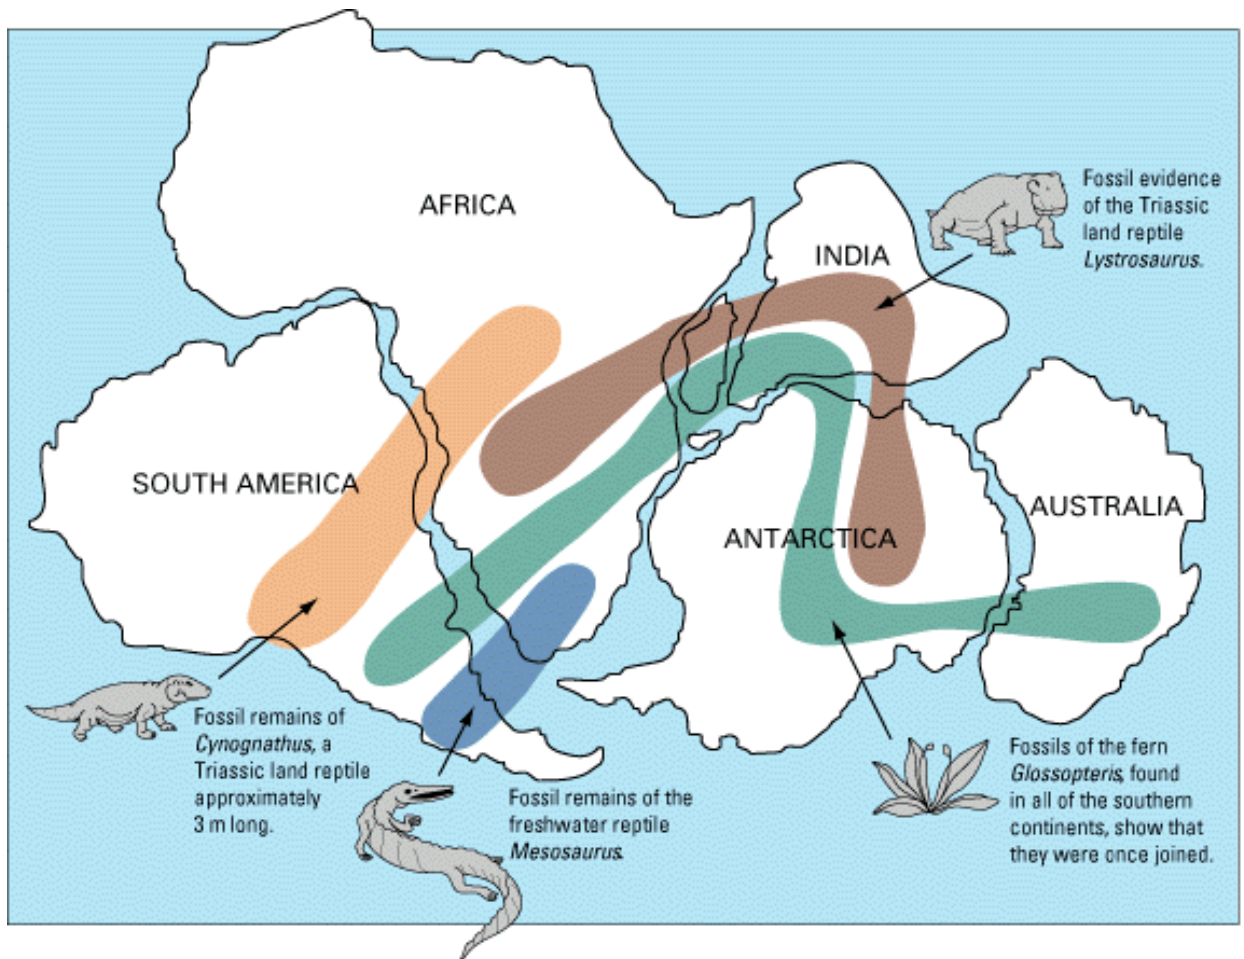 AFRICA
INDIA
Fossil evidence
of the Triassic
land reptile
Lystrosaurus.
SOUTH AMERICA
ANTARCTICA
AUSTRALIA
Fossil remains of
Cynognathus, a
Triassic land reptile
approximately
3 m long.
Fossil remains of the
freshwater reptile
Mesosaurus.
Fossils of the fern
Glossopteris, found
in all of the southern
continents, show that
they were once joined.